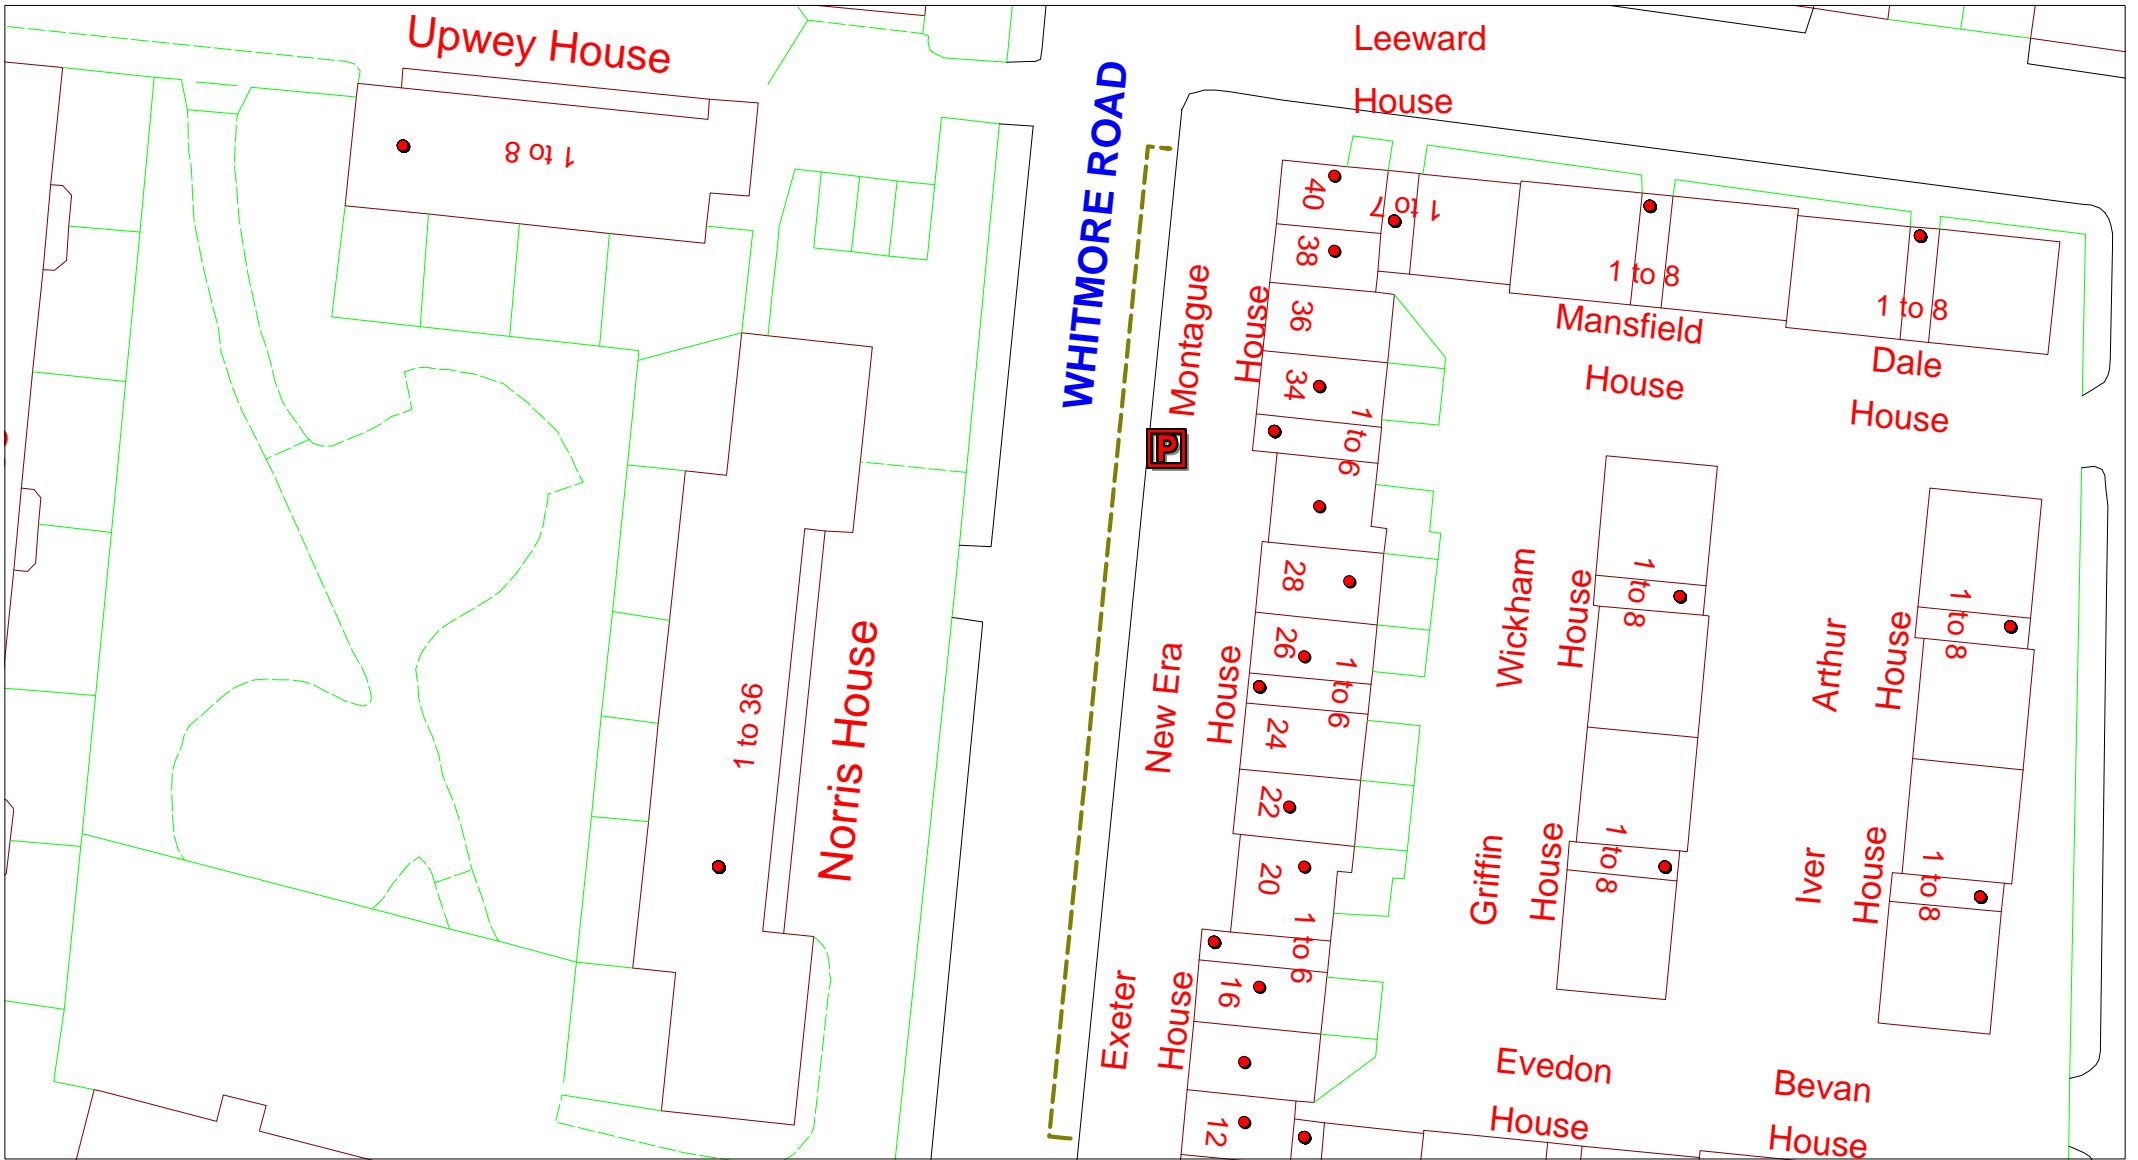 Upwey House
1 to 8
WHITMORE ROAD
Leeward
House
40
1 to 7
38
Montague
House
36
34
1 to 6
P
1 to 8
Mansfield
House
1 to 8
Dale
House
28
26
1 to 6
New Era
House
24
22
20
1 to 6
16
Exeter
House
12
Wickham
House
1 to 8
Arthur
House
1 to 8
Griffin
House
1 to 8
Iver
House
1 to 8
1 to 36
Norris House
Evedon
House
Bevan
House